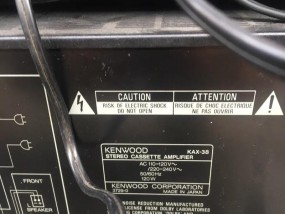 CAUTION
RISK OF ELECTRIC SHOCK
DO NOT OPEN
ATTENTION
RISQUE DE CHOC ELECTRIQUE
NE PAS OUVRIR
KENWOOD
KAX-38
STEREO CASSETTE AMPLIFIER
AC 110-120V~
/220-240V~
50/60Hz
120W
KENWOOD CORPORATION
MADE IN JAPAN
FRONT
SPEAKER
NOISE REDUCTION MANUFACTURED
LICENSE FROM DOLBY LABORATORIES